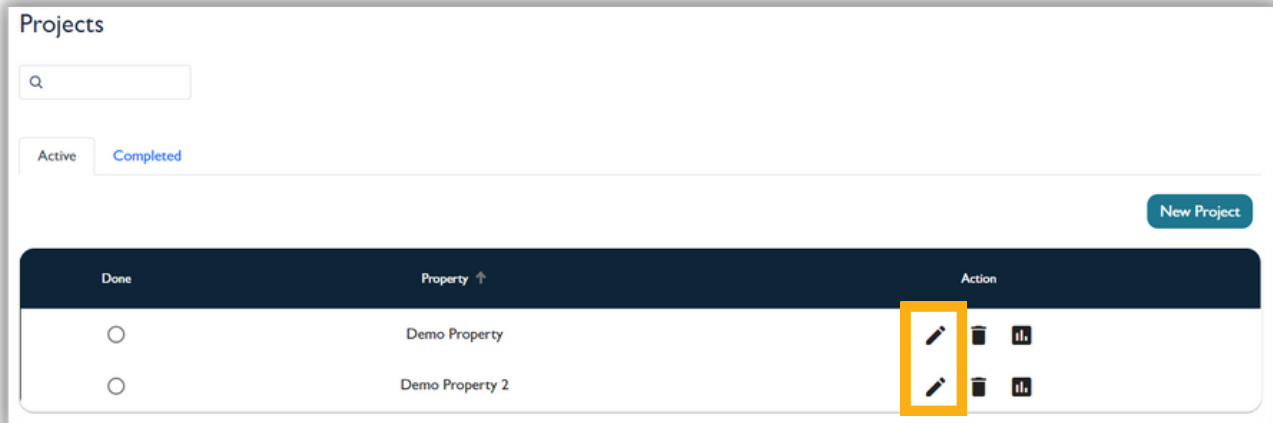 Projects
Active Completed
New Project
Done Property Action
Demo Property
Demo Property 2